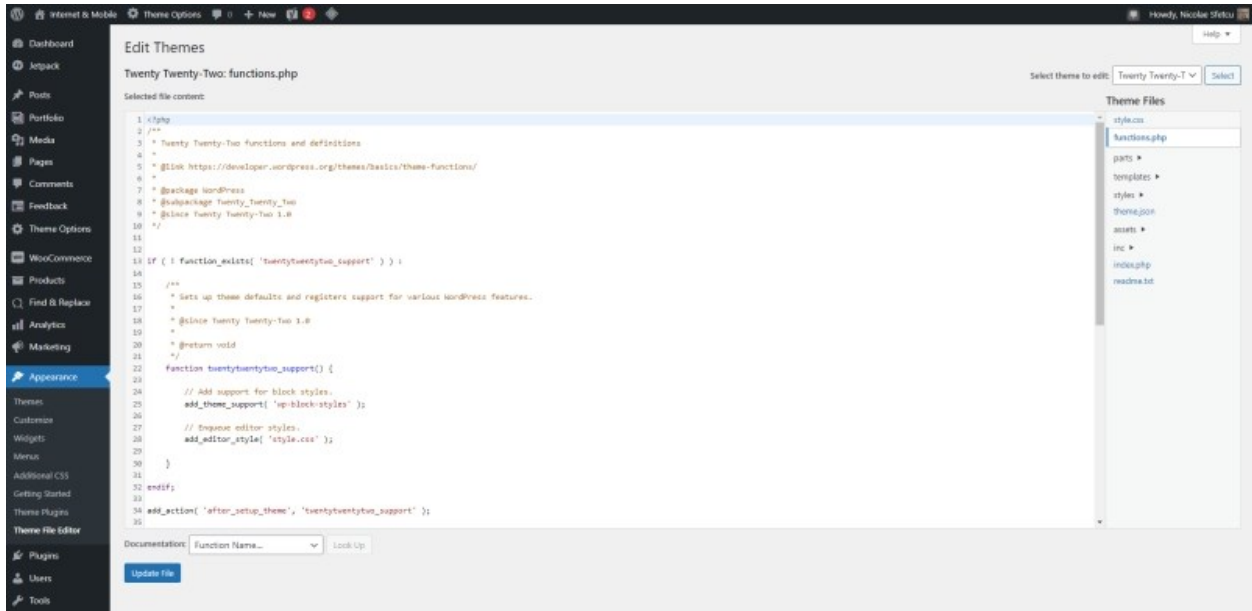 Internet & Mobile Theme Options 0 + New 2 Howdy, Nicolae Sfetcu
Help
Dashboard
Jetpack
Posts
Portfolio
Media
Pages
Comments
Feedback
Theme Options
WooCommerce
Products
Find & Replace
Analytics
Marketing
Appearance
Themes
Customize
Widgets
Menus
Additional CSS
Getting Started
Theme Plugins
Theme File Editor
Plugins
Users
Tools
Edit Themes
Twenty Twenty-Two: functions.php
Select theme to edit: Twenty Twenty-T Select
Selected file content:
1 <?php
2 /**
3 * Twenty Twenty-Two functions and definitions
4 *
5 * @link https://developer.wordpress.org/themes/basics/theme-functions/
6 *
7 * @package WordPress
8 * @subpackage Twenty_Twenty_Two
9 * @since Twenty Twenty-Two 1.0
10 */
11
12
13 if ( ! function_exists( 'twentytwentytwo_support' ) ) :
14
15 /**
16 * Sets up theme defaults and registers support for various WordPress features.
17 *
18 * @since Twenty Twenty-Two 1.0
19 *
20 * @return void
21 */
22 function twentytwentytwo_support() {
23
24 // Add support for block styles.
25 add_theme_support( 'wp-block-styles' );
26
27 // Enqueue editor styles.
28 add_editor_style( 'style.css' );
29
30 }
31
32 endif;
33
34 add_action( 'after_setup_theme', 'twentytwentytwo_support' );
35
Theme Files
style.css
functions.php
parts
templates
styles
theme.json
assets
inc
index.php
readme.txt
Documentation: Function Name... Look Up
Update File